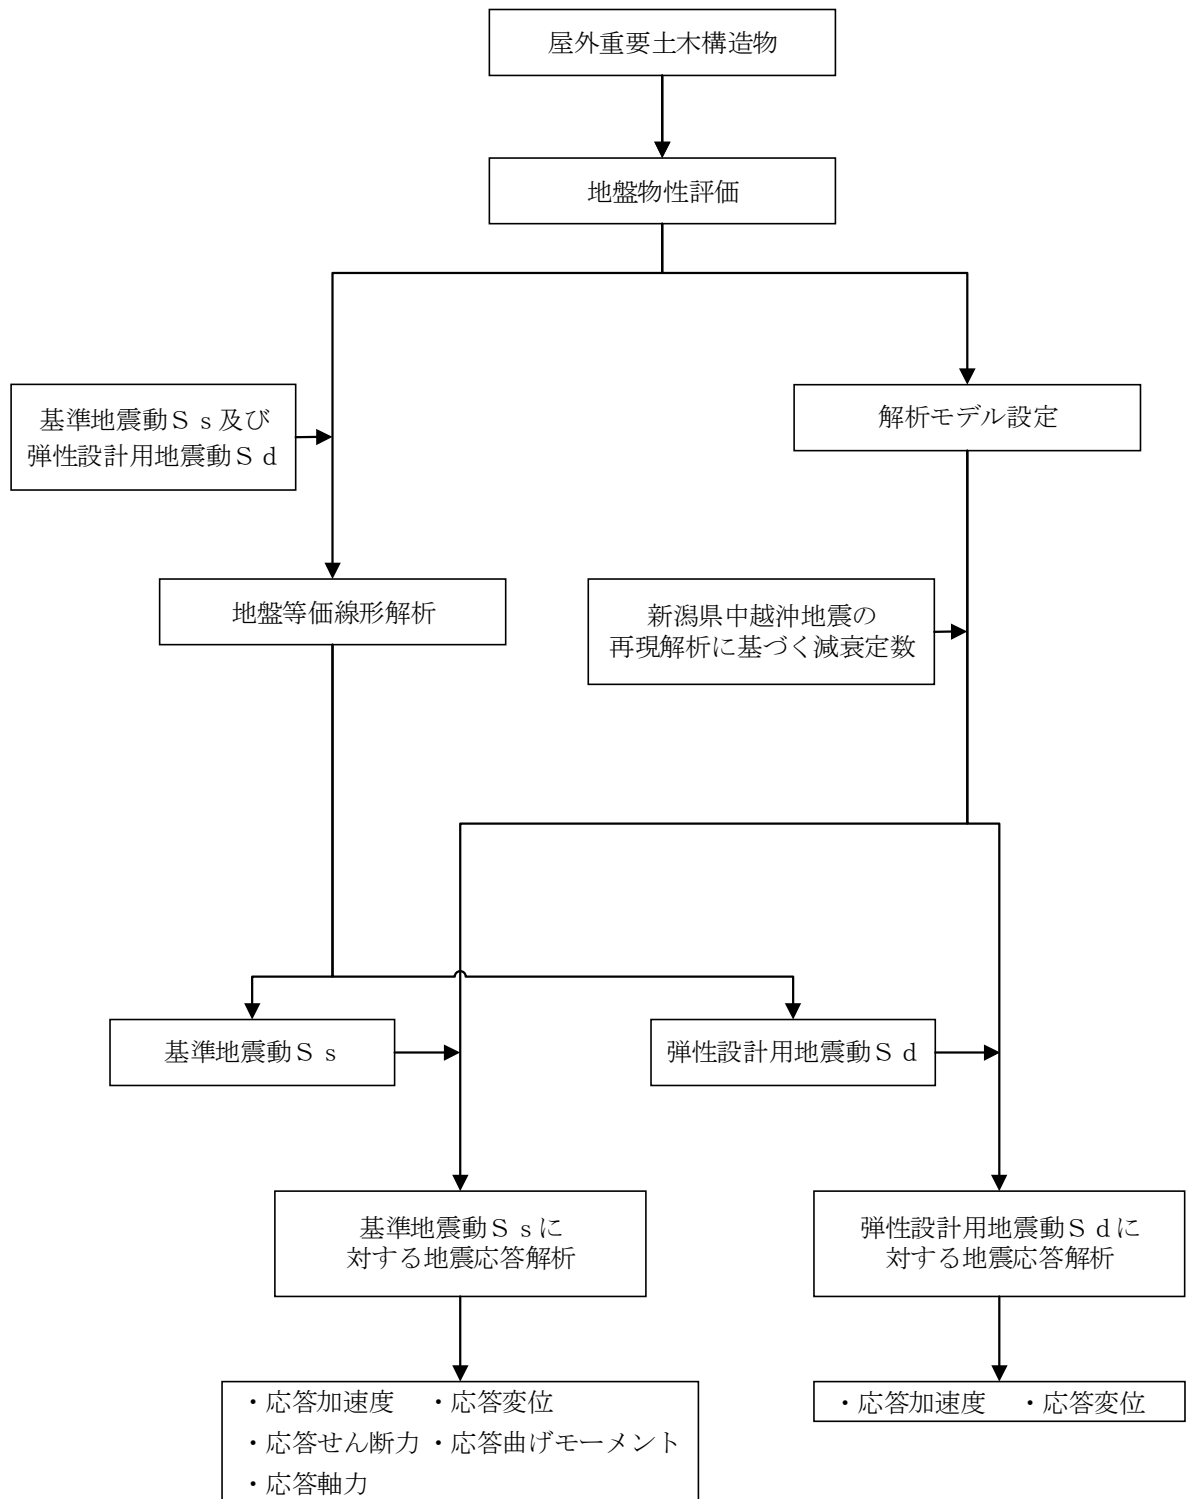 屋外重要土木構造物
地盤物性評価
基準地震動Ｓｓ及び
弾性設計用地震動Ｓｄ
解析モデル設定
地盤等価線形解析
新潟県中越沖地震の
再現解析に基づく減衰定数
基準地震動Ｓｓ
弾性設計用地震動Ｓｄ
基準地震動Ｓｓに
対する地震応答解析
弾性設計用地震動Ｓｄに
対する地震応答解析
・応答加速度　・応答変位
・応答せん断力・応答曲げモーメント
・応答軸力
・応答加速度　・応答変位